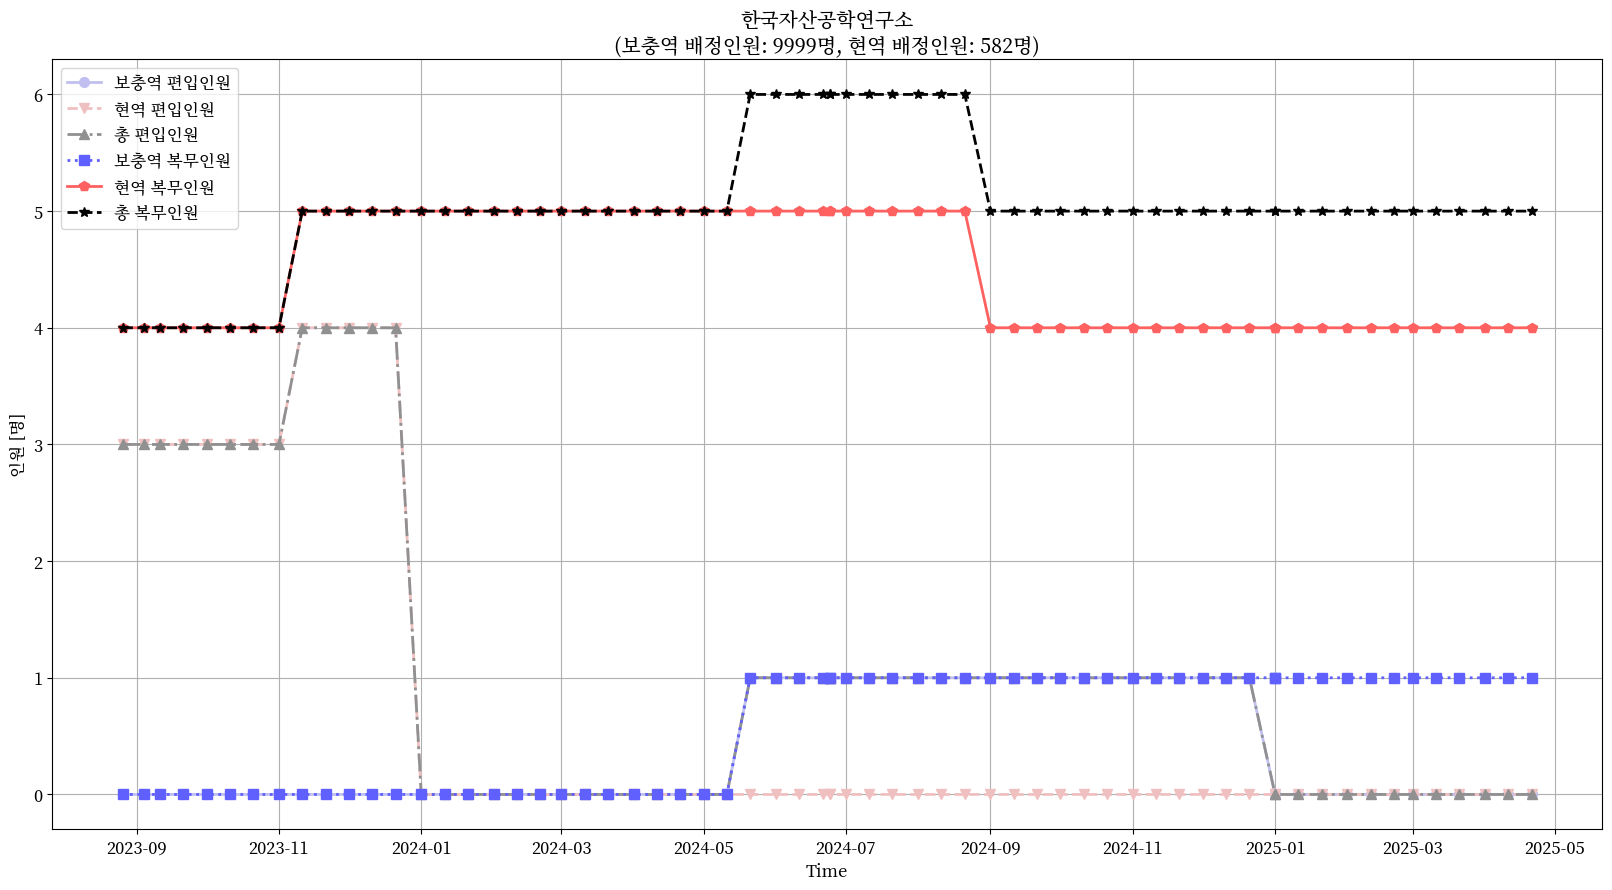 한국자산공학연구소
(보충역 배정인원: 9999명, 현역 배정인원: 582명)
보충역 편입인원
현역 편입인원
총 편입인원
보충역 복무인원
현역 복무인원
총 복무인원
인원 [명]
6
5
4
3
2
1
0
2023-09 2023-11 2024-01 2024-03 2024-05 2024-07 2024-09 2024-11 2025-01 2025-03 2025-05
Time